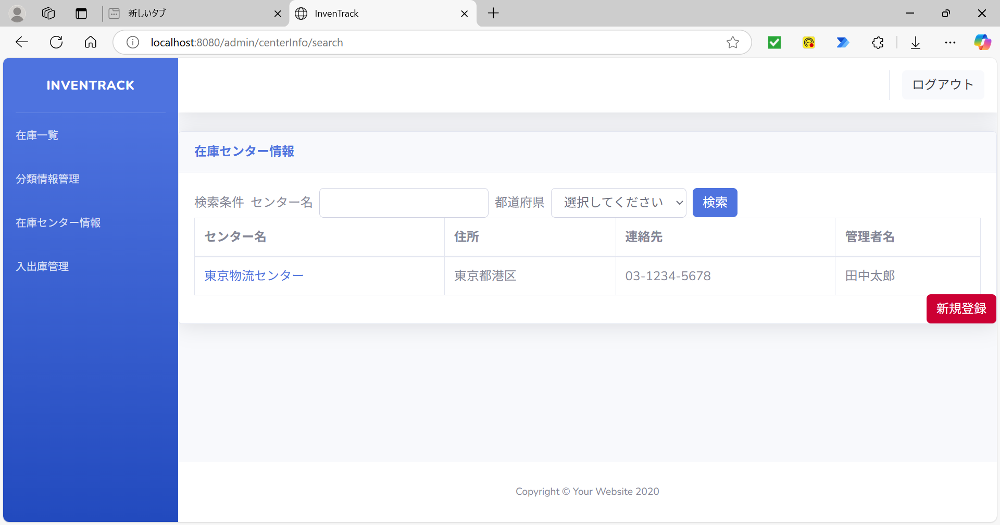 新しいタブ
InvenTrack
localhost:8080/admin/centerInfo/search
INVENTRACK
ログアウト
在庫一覧
分類情報管理
在庫センター情報
入出庫管理
在庫センター情報
検索条件 センター名 都道府県 選択してください 検索
センター名 住所 連絡先 管理者名
東京物流センター 東京都港区 03-1234-5678 田中太郎
新規登録
Copyright © Your Website 2020